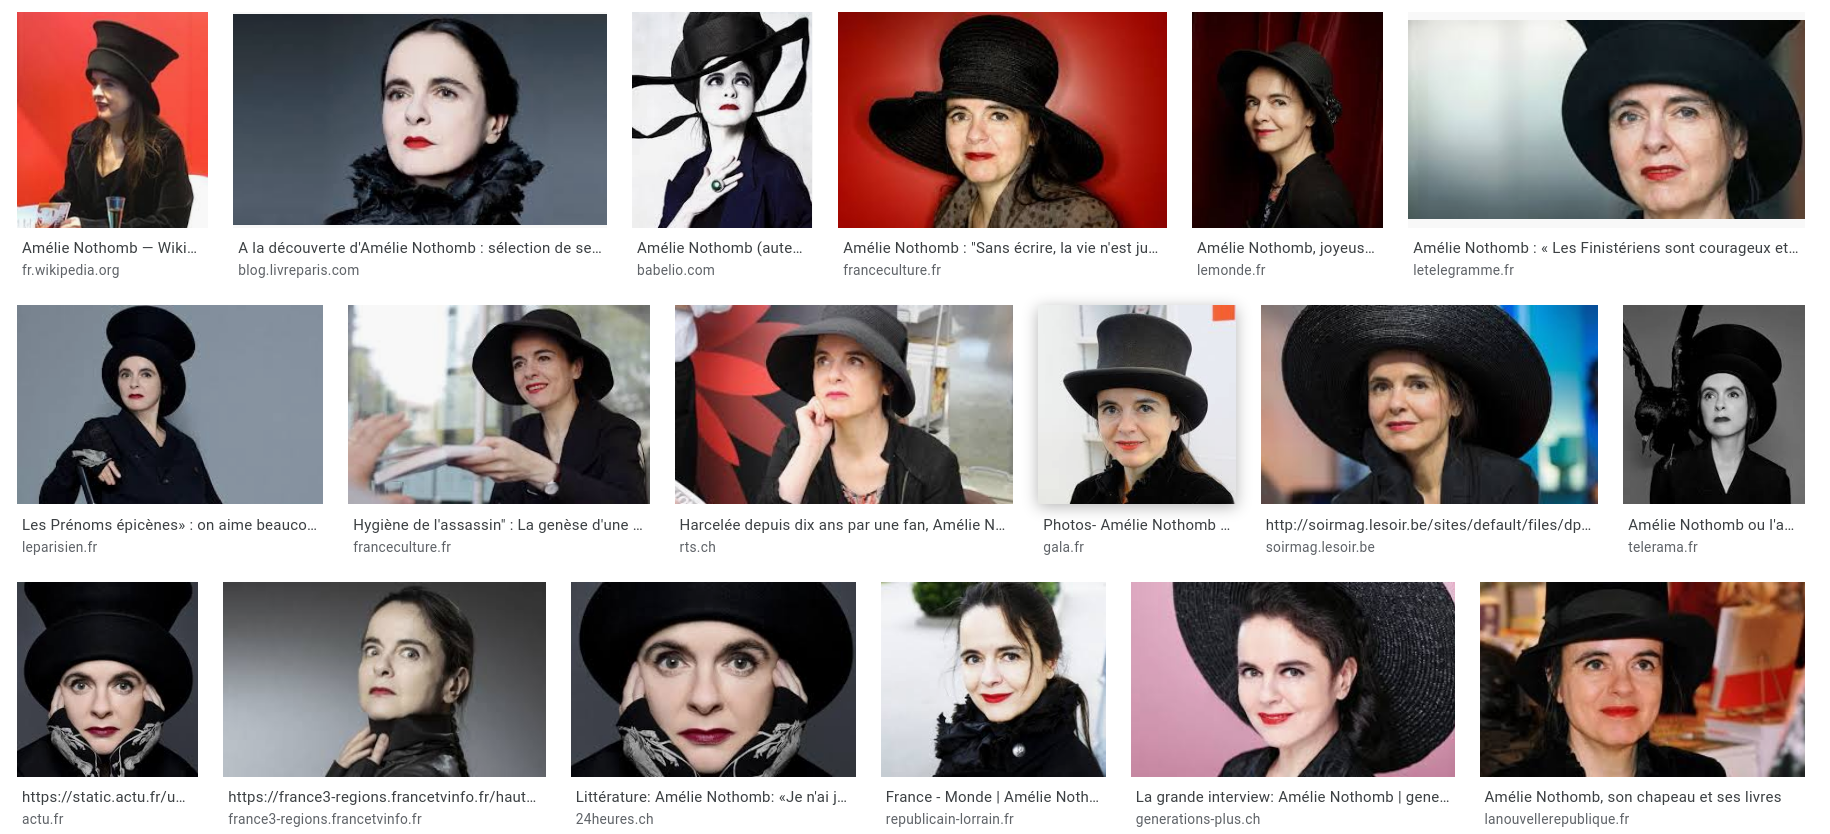 Amélie Nothomb — Wiki...
fr.wikipedia.org
A la découverte d'Amélie Nothomb : sélection de se...
blog.livreparis.com
Amélie Nothomb (aute...
babelio.com
Amélie Nothomb : "Sans écrire, la vie n'est ju...
franceculture.fr
Amélie Nothomb, joyeus...
lemonde.fr
Amélie Nothomb : « Les Finistériens sont courageux et...
letelegramme.fr
Les Prénoms épicènes» : on aime beauco...
leparisien.fr
Hygiène de l'assassin" : La genèse d'une ...
franceculture.fr
Harcelée depuis dix ans par une fan, Amélie N...
rts.ch
Photos- Amélie Nothomb ...
gala.fr
http://soirmag.lesoir.be/sites/default/files/dp...
soirmag.lesoir.be
Amélie Nothomb ou l'a...
telerama.fr
https://static.actu.fr/u...
actu.fr
https://france3-regions.francetvinfo.fr/haut...
france3-regions.francetvinfo.fr
Littérature: Amélie Nothomb: «Je n'ai j...
24heures.ch
France - Monde | Amélie Noth...
republicain-lorrain.fr
La grande interview: Amélie Nothomb | gene...
generations-plus.ch
Amélie Nothomb, son chapeau et ses livres
lanouvellerepublique.fr